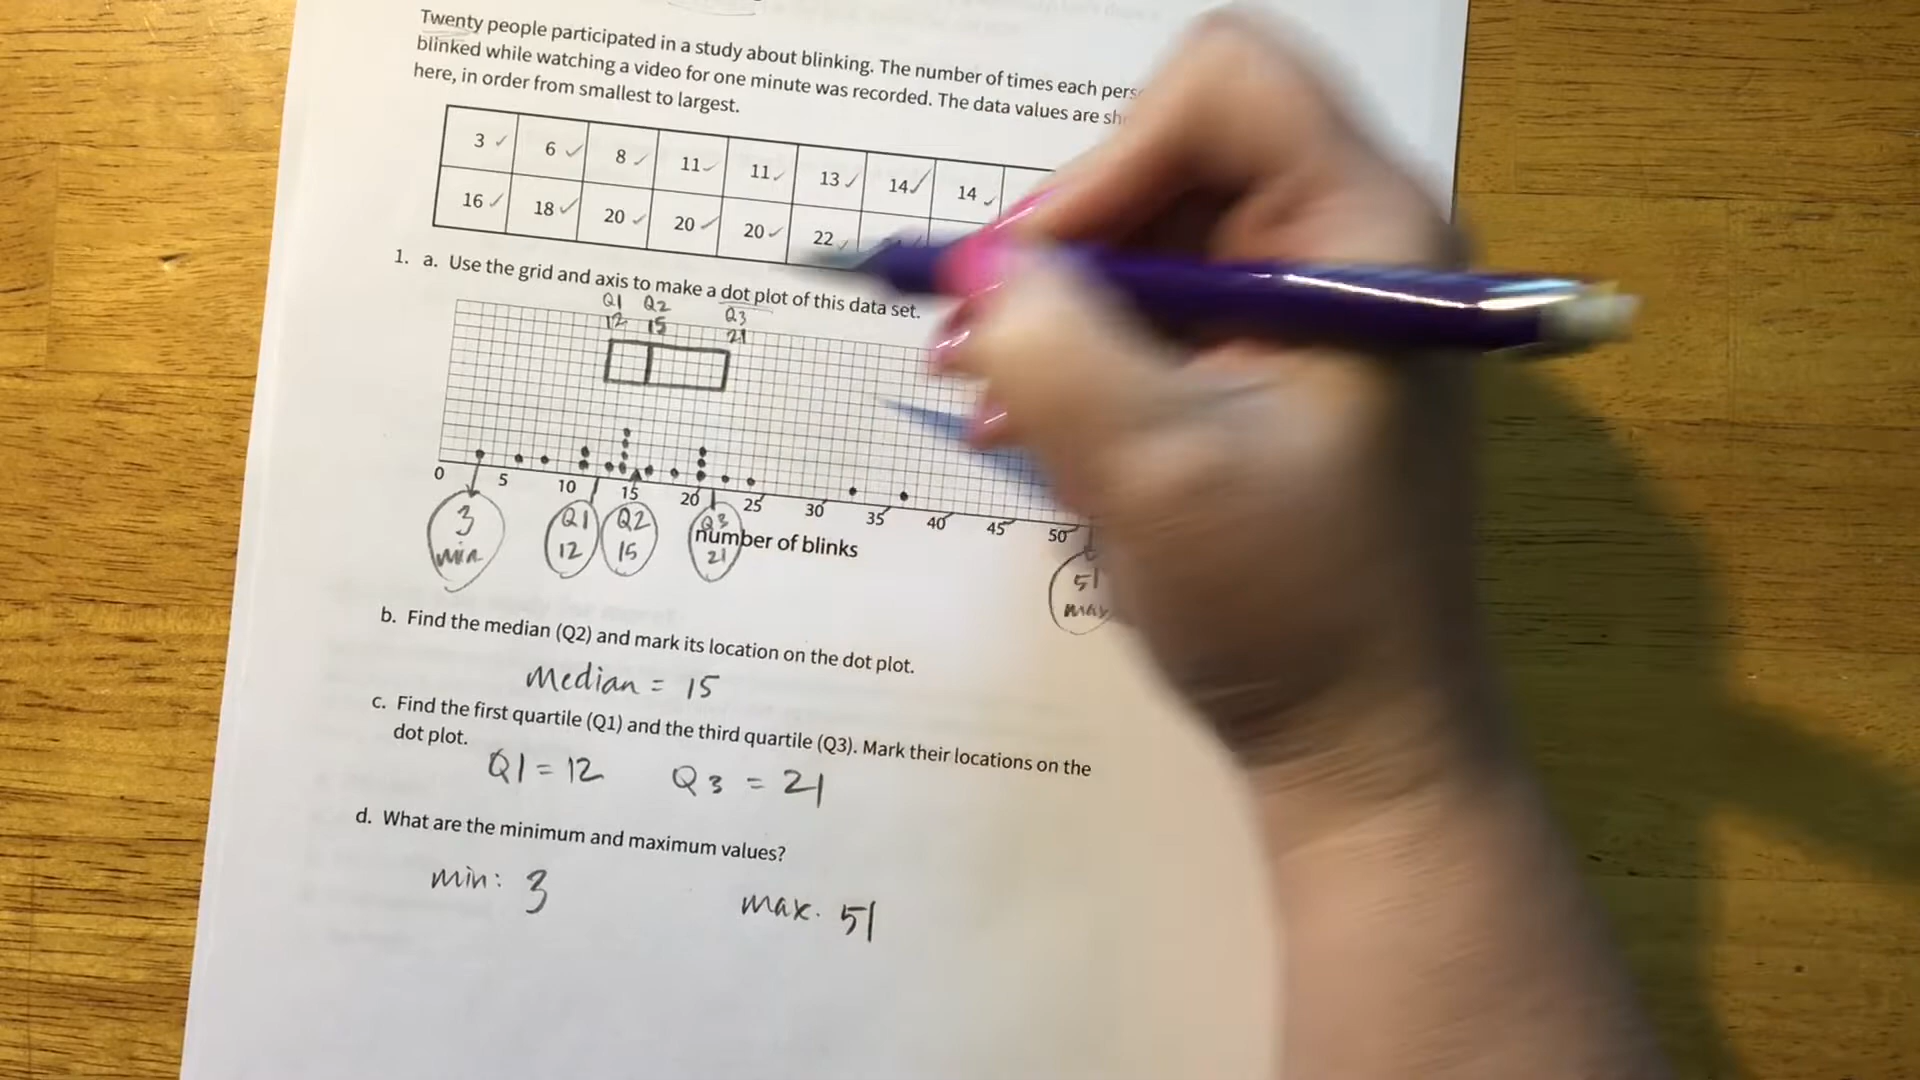 Twenty people participated in a study about blinking. The number of times each
blinked while watching a video for one minute was recorded. The data values are
here, in order from smallest to largest.
3 6 8 11 11 13 14 14
16 18 20 20 20 22
1. a. Use the grid and axis to make a dot plot of this data set.
Q1 Q2 Q3
12 15 21
0 5 10 15 20 25 30 35 40 45 50
number of blinks
3 min
Q1 12
Q2 15
Q3 21
51 max
b. Find the median (Q2) and mark its location on the dot plot.
Median = 15
c. Find the first quartile (Q1) and the third quartile (Q3). Mark their locations on the
dot plot.
Q1 = 12 Q3 = 21
d. What are the minimum and maximum values?
min: 3 max. 51